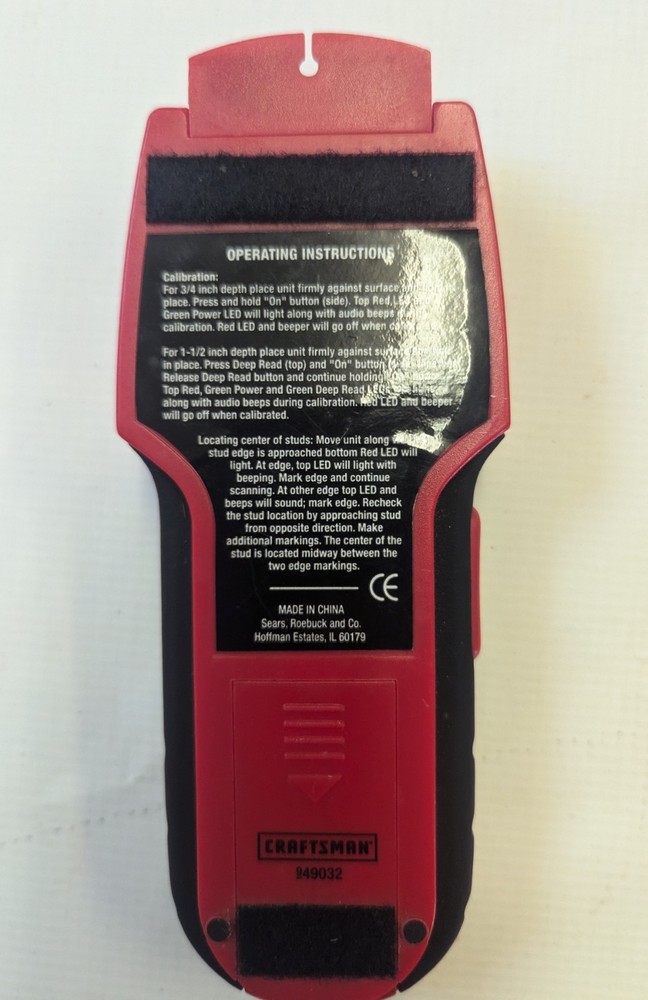 OPERATING INSTRUCTIONS
Calibration:
For 3/4 inch depth place unit firmly against surface
place. Press and hold "On" button (side). Top Red LED
Green Power LED will light along with audio beeps
calibration. Red LED and beeper will go off when
For 1-1/2 inch depth place unit firmly against surface
in place. Press Deep Read (top) and "On" button
Release Deep Read button and continue holding
Top Red, Green Power and Green Deep Read
along with audio beeps during calibration. Red LED and beeper
will go off when calibrated.
Locating center of studs: Move unit along
stud edge is approached bottom Red LED will
light. At edge, top LED will light with
beeping. Mark edge and continue
scanning. At other edge top LED and
beeps will sound; mark edge. Recheck
the stud location by approaching stud
from opposite direction. Make
additional markings. The center of the
stud is located midway between the
two edge markings.
CE
MADE IN CHINA
Sears, Roebuck and Co.
Hoffman Estates, IL 60179
CRAFTSMAN
949032